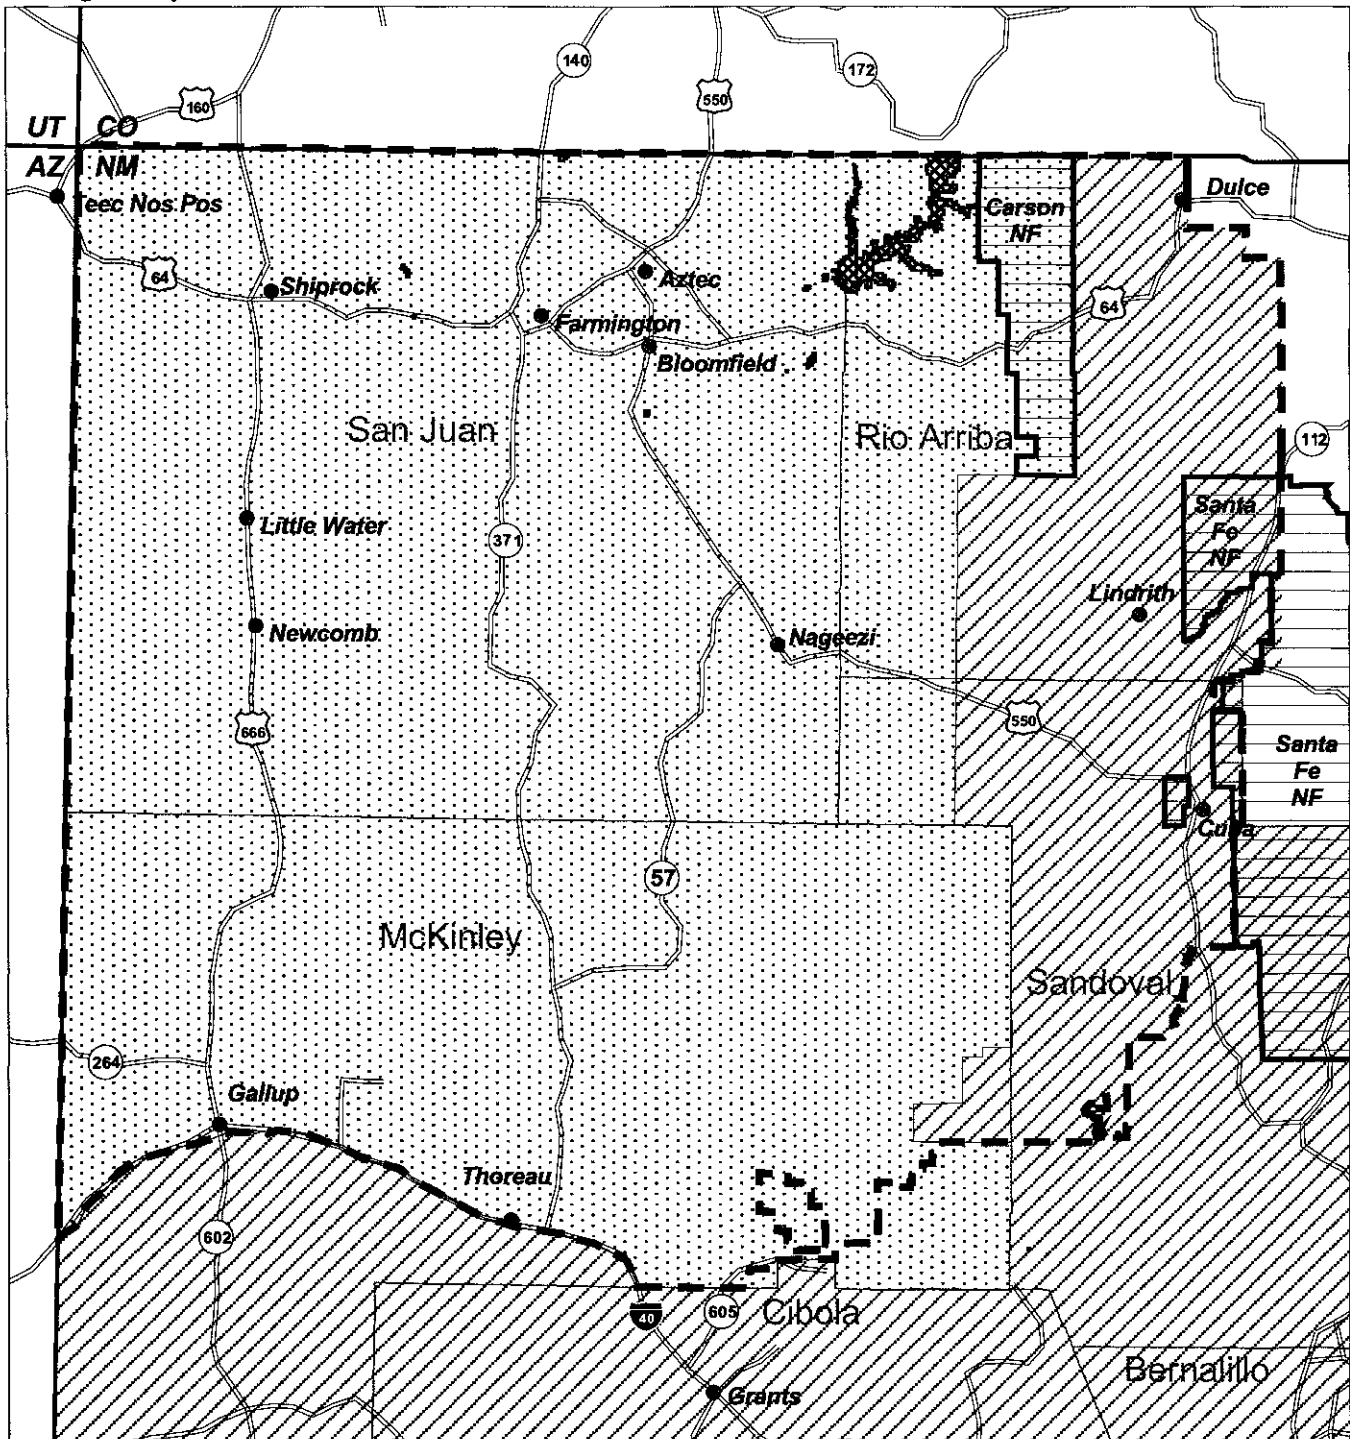 140
172
160
550
UT CO
AZ NM
Teec Nos Pos
Dulce
Carson
NF
64
Shiprock
Aztec
64
Farmington
Bloomfield
San Juan
Rio Arriba
112
Santa
Fe
NF
Little Water
371
Lindrith
Newcomb
Nageezi
550
666
Santa
Fe
NF
Cuba
57
McKinley
Sandoval
264
Gallup
Thoreau
602
40
605
Cibola
Bernalillo
Grants